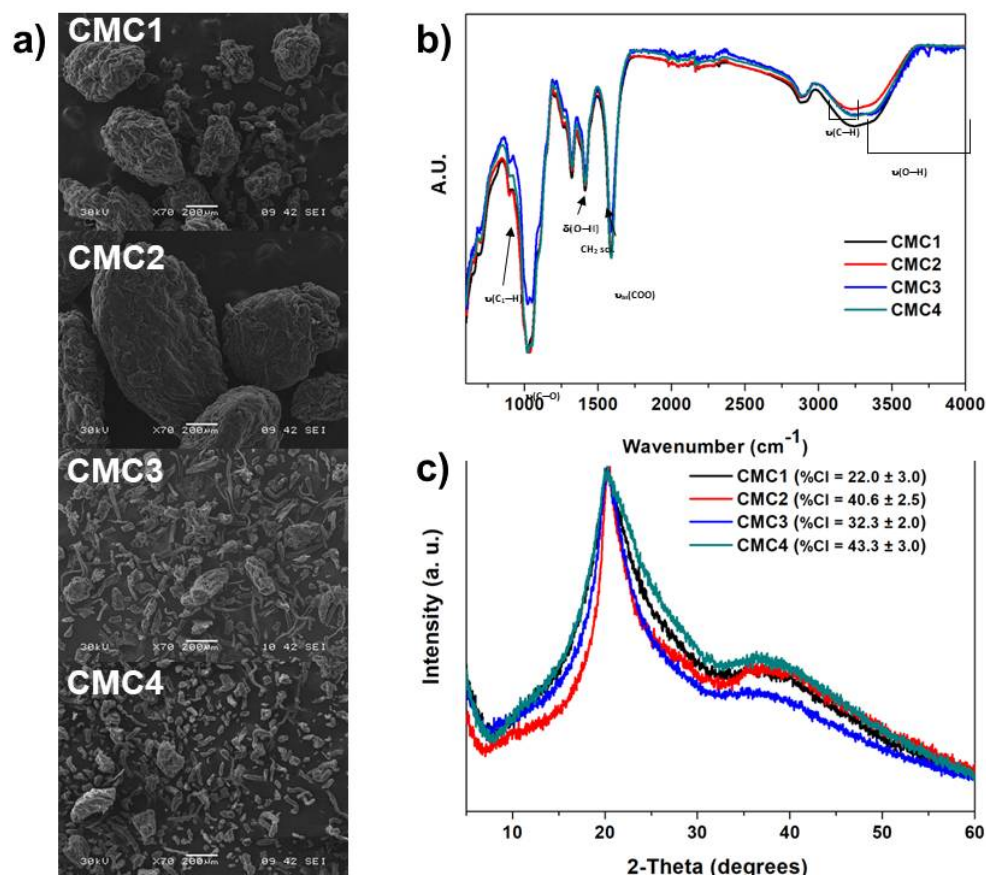 a)
CMC1
30kV X70 200µm 09 42 SEI
CMC2
30kV X70 200µm 09 42 SEI
CMC3
30kV X70 200µm 10 42 SEI
CMC4
30kV X70 200µm 09 42 SEI
b)
A.U.
υ(C–H)
υ(O–H)
δ(O–H)
CH₂ sci.
υ(C₁–H)
υₐₛ(COO)
υ(C–O)
CMC1
CMC2
CMC3
CMC4
1000 1500 2000 2500 3000 3500 4000
Wavenumber (cm⁻¹)
c)
CMC1 (%CI = 22.0 ± 3.0)
CMC2 (%CI = 40.6 ± 2.5)
CMC3 (%CI = 32.3 ± 2.0)
CMC4 (%CI = 43.3 ± 3.0)
Intensity (a. u.)
10 20 30 40 50 60
2-Theta (degrees)